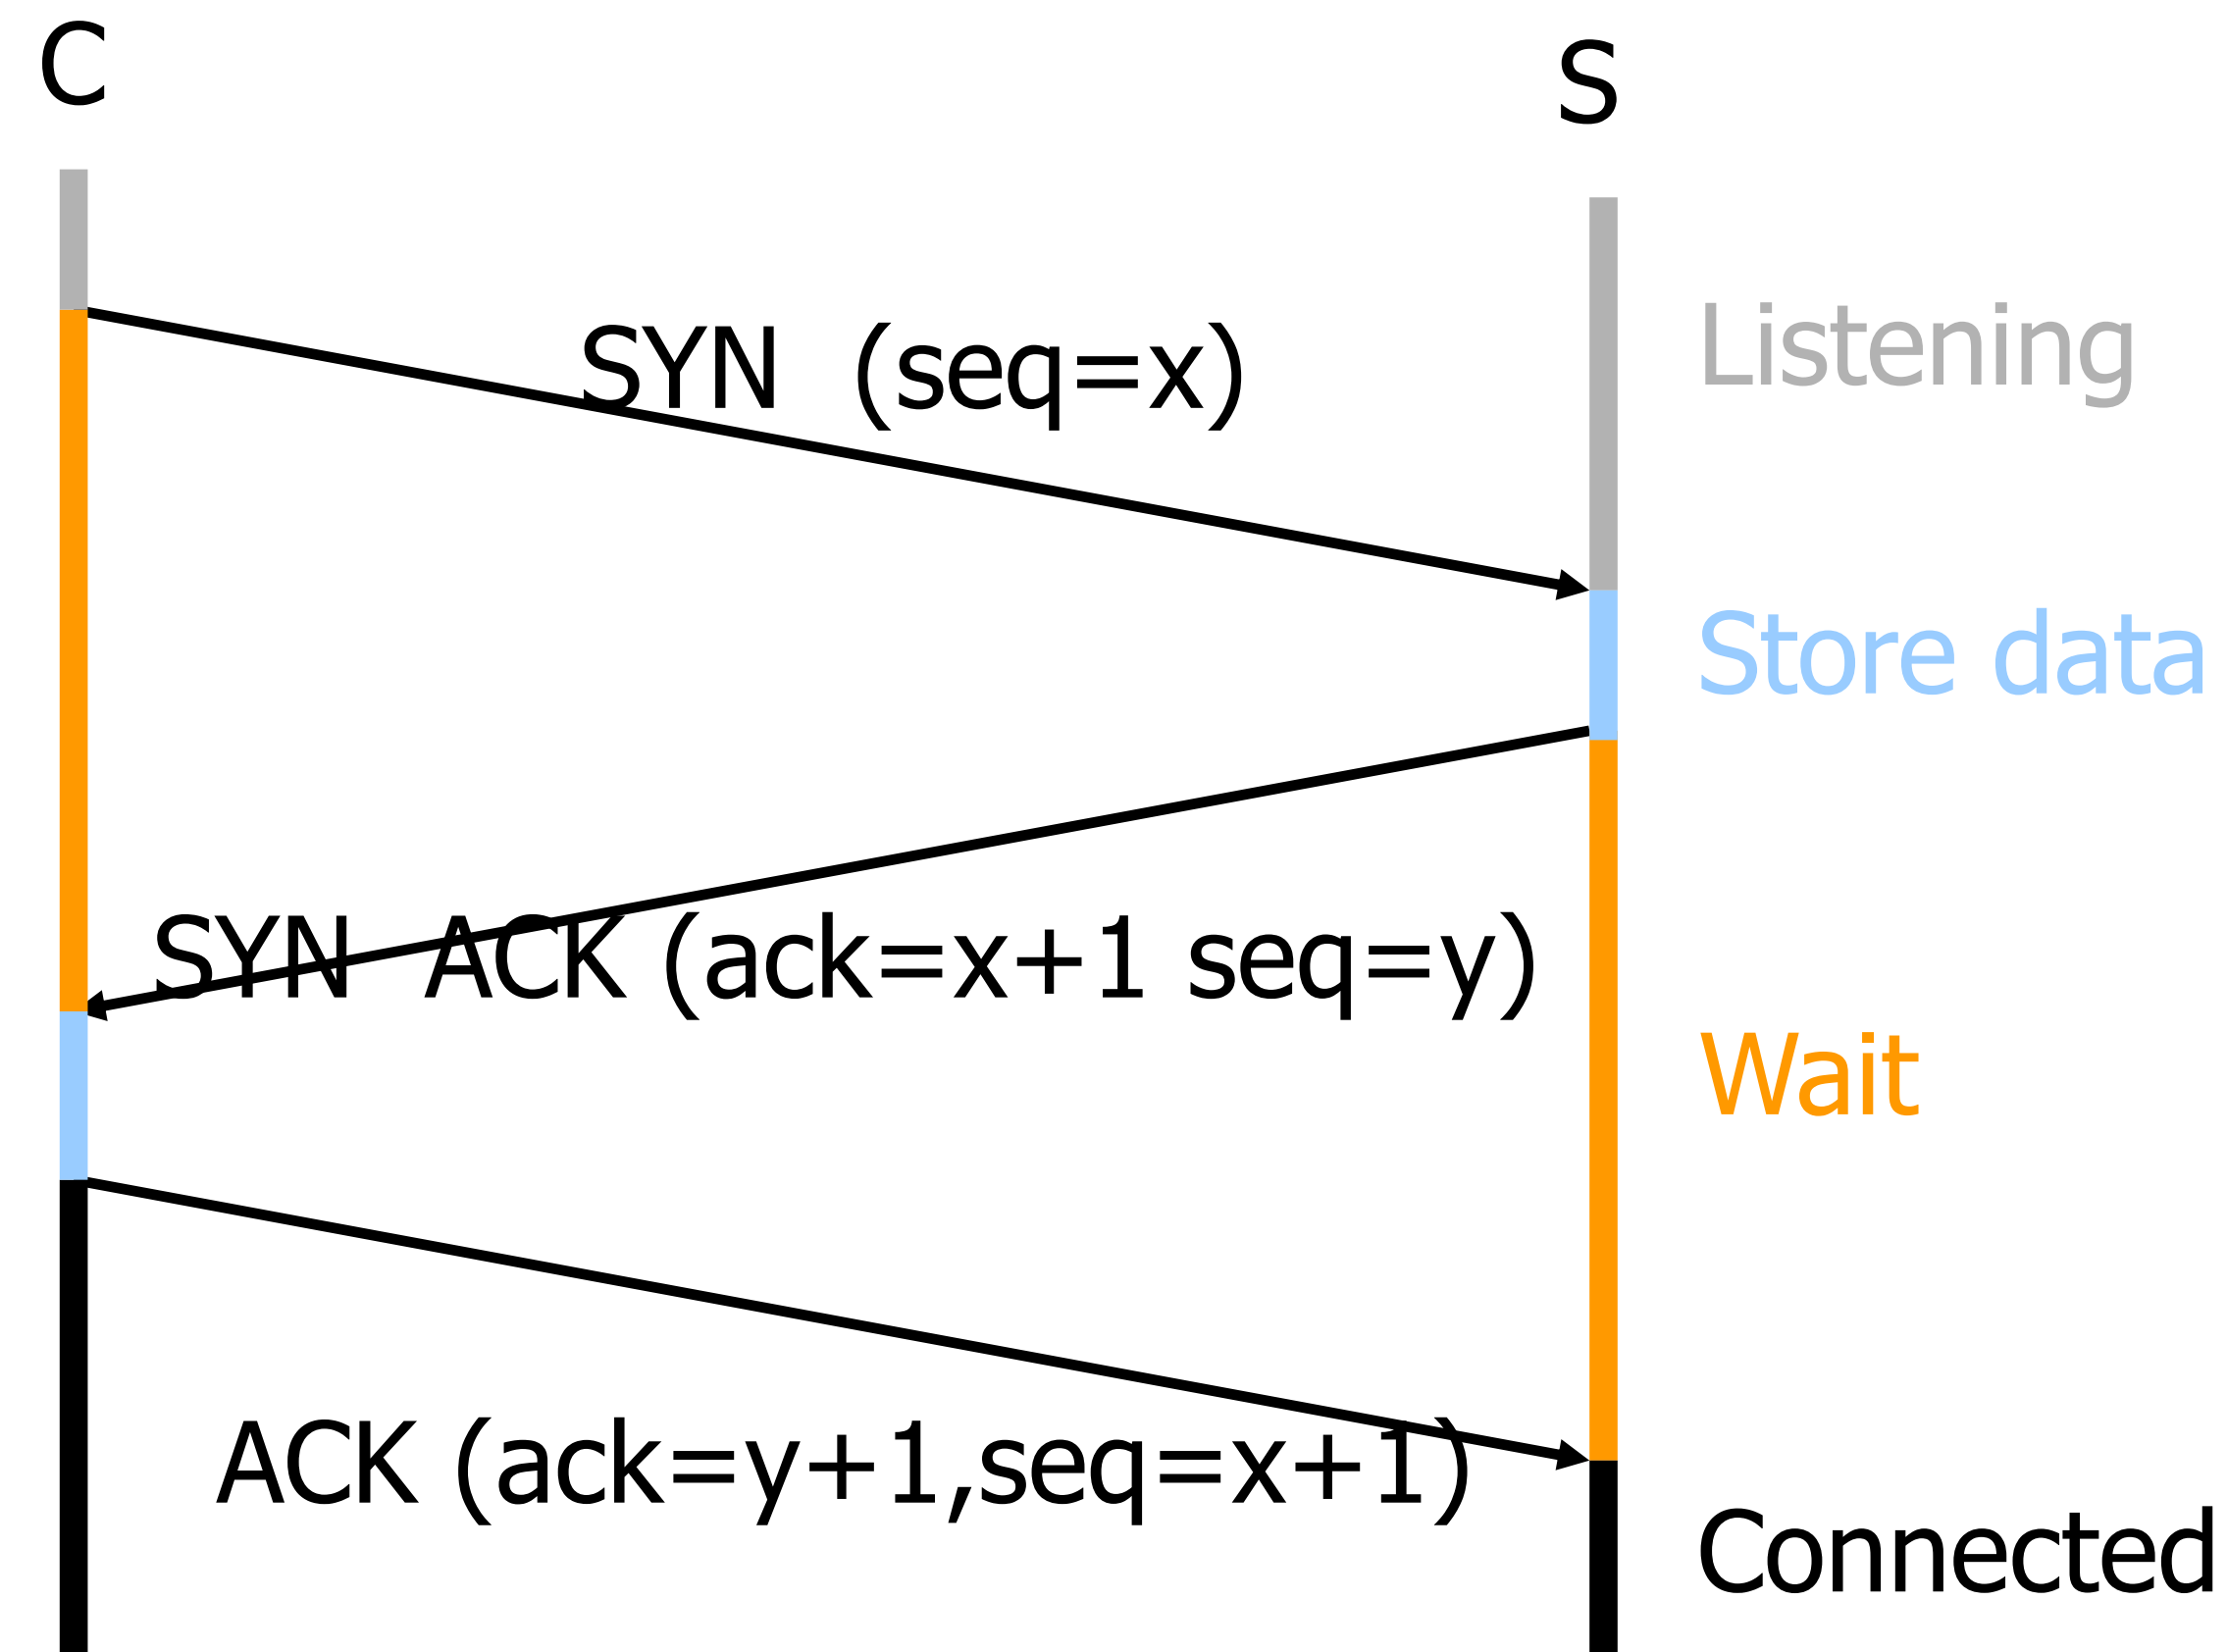 C
S
SYN (seq=x)
Listening
Store data
SYN ACK (ack=x+1 seq=y)
Wait
ACK (ack=y+1,seq=x+1)
Connected